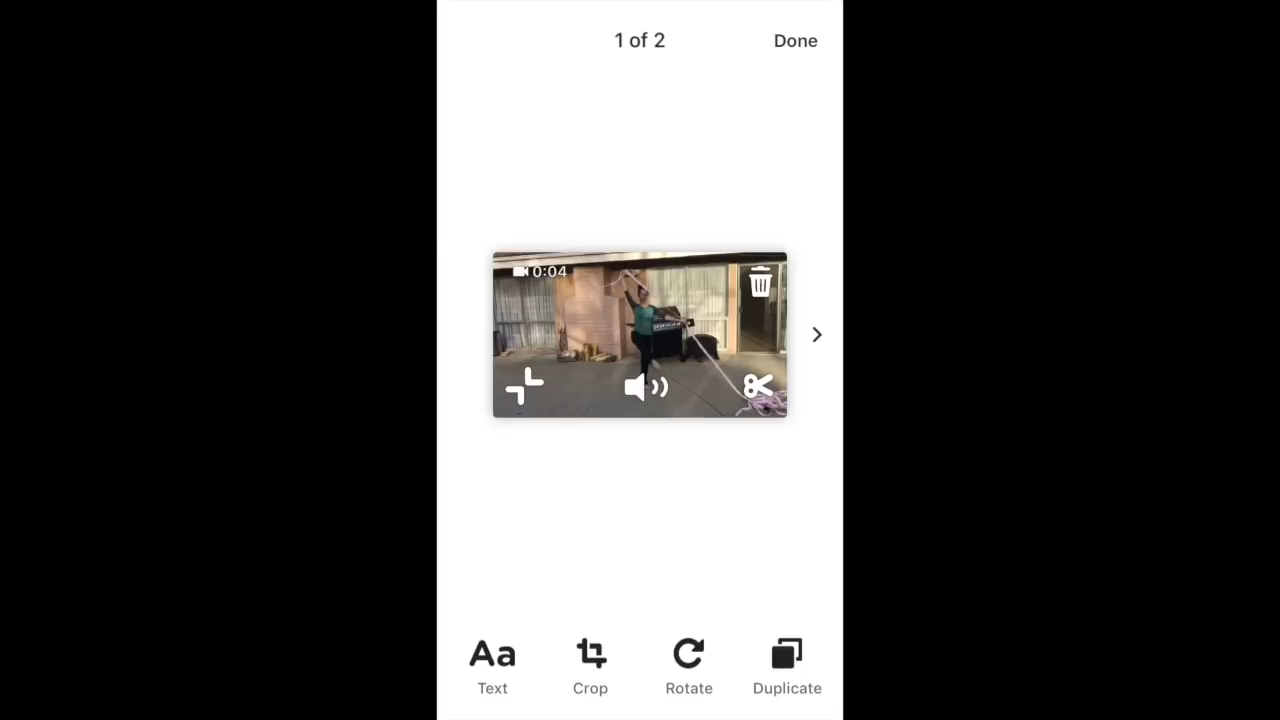 1 of 2
Done
0:04
Aa
Text
Crop
Rotate
Duplicate